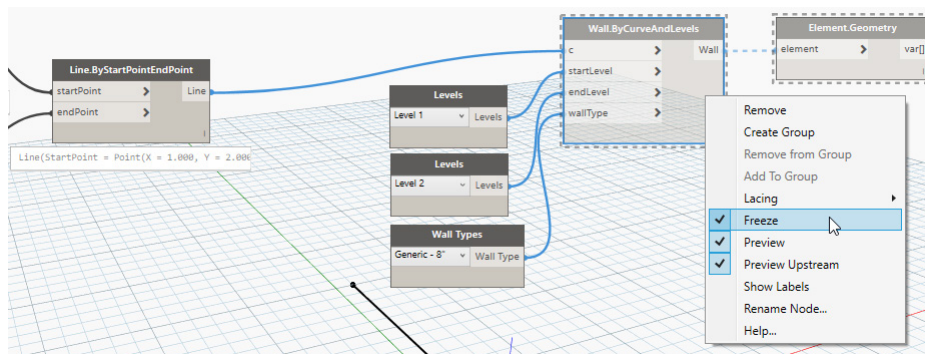 Line.ByStartPointEndPoint
startPoint >
endPoint >
Line
l
Line(StartPoint = Point(X = 1.000, Y = 2.000
Levels
Level 1
Levels
Levels
Level 2
Levels
Wall Types
Generic - 8"
Wall Type
Wall.ByCurveAndLevels
c >
startLevel >
endLevel >
wallType >
Wall
Element.Geometry
element >
var[]
Remove
Create Group
Remove from Group
Add To Group
Lacing
Freeze
Preview
Preview Upstream
Show Labels
Rename Node...
Help...